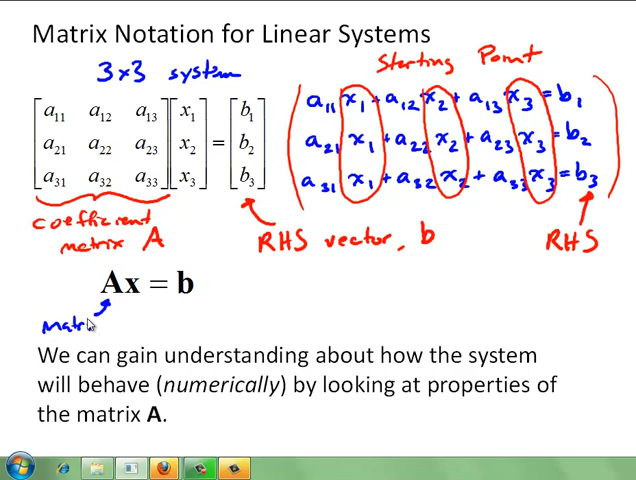 Matrix Notation for Linear Systems
3x3 system
Starting Point
a11 a12 a13 x1 b1
a21 a22 a23 x2 = b2
a31 a32 a33 x3 b3
a11 x1 + a12 x2 + a13 x3 = b1
a21 x1 + a22 x2 + a23 x3 = b2
a31 x1 + a32 x2 + a33 x3 = b3
coefficient
matrix A
RHS vector, b
RHS
Ax = b
Matr
We can gain understanding about how the system
will behave (numerically) by looking at properties of
the matrix A.